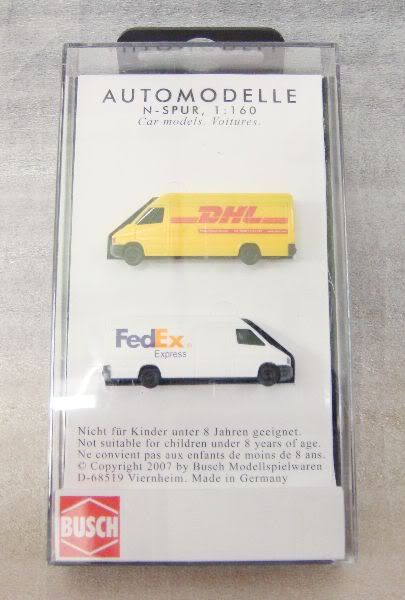 AUTOMODELLE
N-SPUR, 1:160
Car models. Voitures.
DHL
FedEx®
Express
Nicht für Kinder unter 8 Jahren geeignet.
Not suitable for children under 8 years of age.
Ne convient pas aux enfants de moins de 8 ans.
© Copyright 2007 by Busch Modellspielwaren
D-68519 Viernheim. Made in Germany
BUSCH